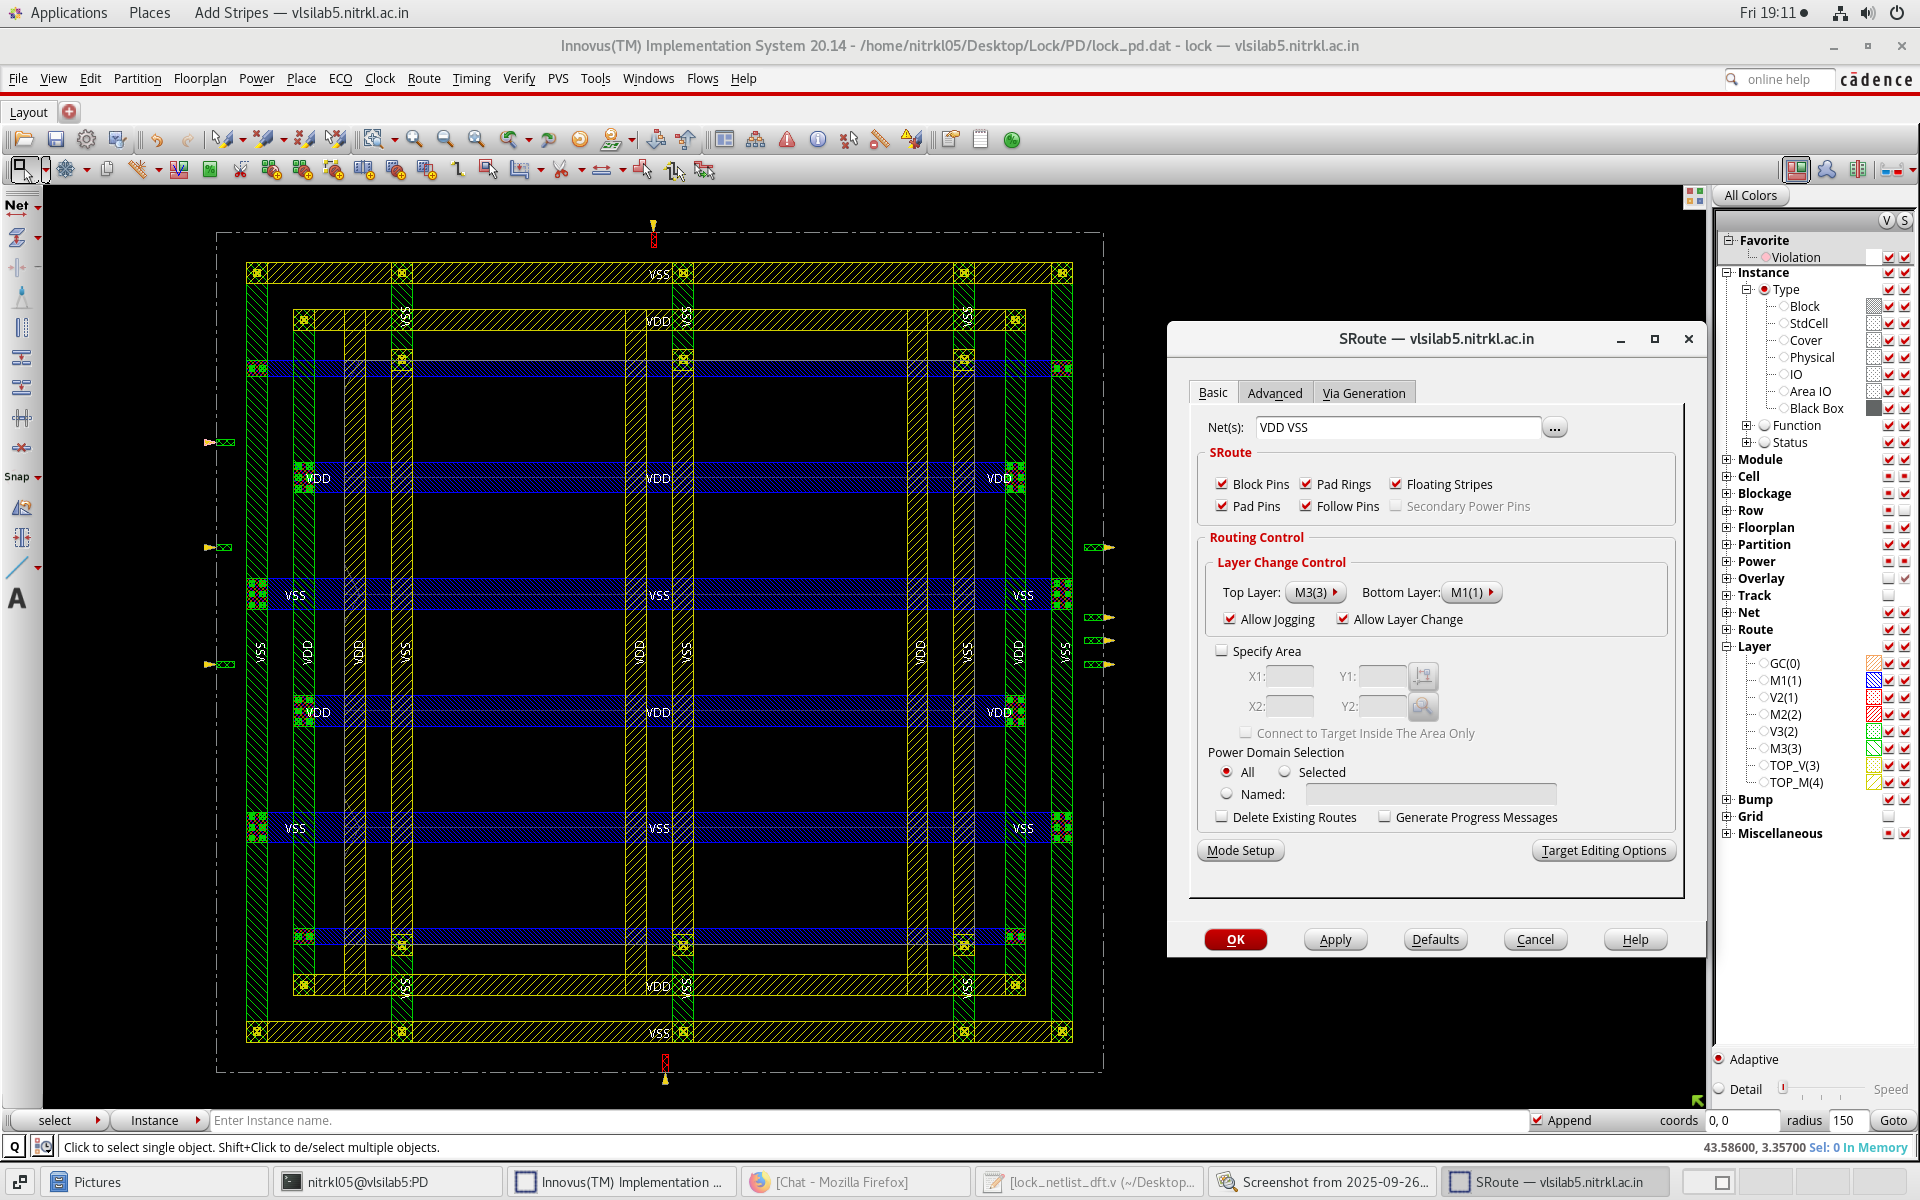 Applications Places Add Stripes — vlsilab5.nitrkl.ac.in Fri 19:11
Innovus(TM) Implementation System 20.14 - /home/nitrkl05/Desktop/Lock/PD/lock_pd.dat - lock — vlsilab5.nitrkl.ac.in
File View Edit Partition Floorplan Power Place ECO Clock Route Timing Verify PVS Tools Windows Flows Help online help cādence
Layout
Net
Snap
A
VSS
VSS VSS VSS
VDD
VDD VDD VDD
VSS VSS VSS
VSS VDD VDD VSS VDD VSS VDD VSS VDD VSS
VDD VDD VDD
VSS VSS VSS
VDD
VSS VSS VSS
VSS
SRoute — vlsilab5.nitrkl.ac.in
Basic Advanced Via Generation
Net(s): VDD VSS ...
SRoute
Block Pins Pad Rings Floating Stripes
Pad Pins Follow Pins Secondary Power Pins
Routing Control
Layer Change Control
Top Layer: M3(3) Bottom Layer: M1(1)
Allow Jogging Allow Layer Change
Specify Area
X1: Y1:
X2: Y2:
Connect to Target Inside The Area Only
Power Domain Selection
All Selected
Named:
Delete Existing Routes Generate Progress Messages
Mode Setup Target Editing Options
OK Apply Defaults Cancel Help
All Colors
V S
Favorite
Violation
Instance
Type
Block
StdCell
Cover
Physical
IO
Area IO
Black Box
Function
Status
Module
Cell
Blockage
Row
Floorplan
Partition
Power
Overlay
Track
Net
Route
Layer
GC(0)
M1(1)
V2(1)
M2(2)
V3(2)
M3(3)
TOP_V(3)
TOP_M(4)
Bump
Grid
Miscellaneous
Adaptive
Detail Speed
select Instance Enter Instance name. Append coords 0, 0 radius 150 Goto
Q Click to select single object. Shift+Click to de/select multiple objects. 43.58600, 3.35700 Sel: 0 In Memory
Pictures nitrkl05@vlsilab5:PD Innovus(TM) Implementation ... [Chat - Mozilla Firefox] [lock_netlist_dft.v (~/Desktop... Screenshot from 2025-09-26... SRoute — vlsilab5.nitrkl.ac.in